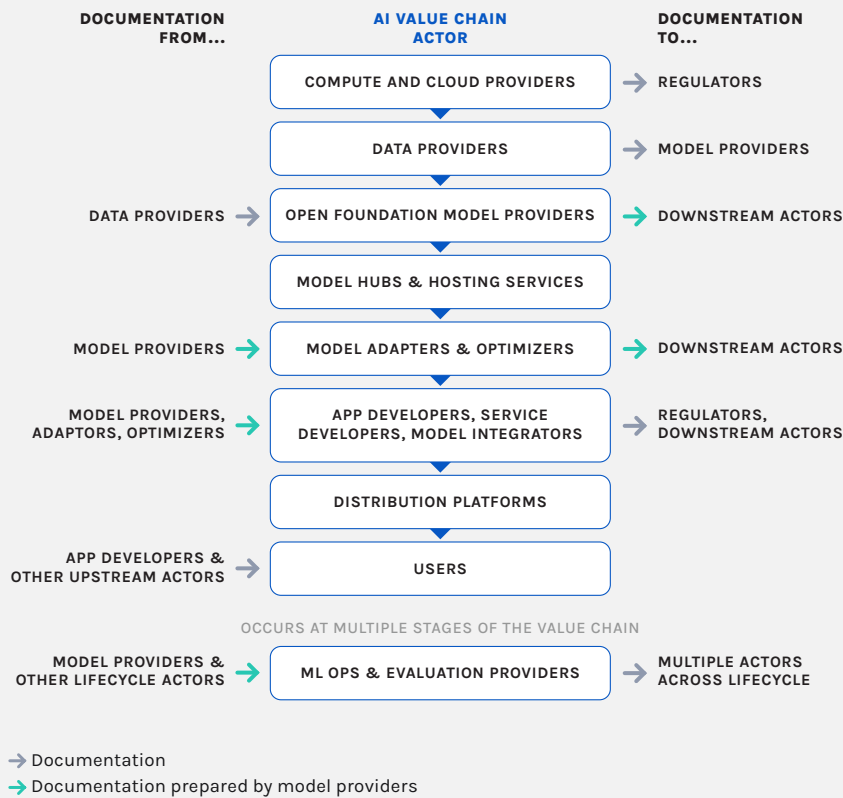 DOCUMENTATION
FROM...
AI VALUE CHAIN
ACTOR
DOCUMENTATION
TO...
COMPUTE AND CLOUD PROVIDERS
REGULATORS
DATA PROVIDERS
MODEL PROVIDERS
DATA PROVIDERS
OPEN FOUNDATION MODEL PROVIDERS
DOWNSTREAM ACTORS
MODEL HUBS & HOSTING SERVICES
MODEL PROVIDERS
MODEL ADAPTERS & OPTIMIZERS
DOWNSTREAM ACTORS
MODEL PROVIDERS,
ADAPTORS, OPTIMIZERS
APP DEVELOPERS, SERVICE
DEVELOPERS, MODEL INTEGRATORS
REGULATORS,
DOWNSTREAM ACTORS
DISTRIBUTION PLATFORMS
APP DEVELOPERS &
OTHER UPSTREAM ACTORS
USERS
OCCURS AT MULTIPLE STAGES OF THE VALUE CHAIN
MODEL PROVIDERS &
OTHER LIFECYCLE ACTORS
ML OPS & EVALUATION PROVIDERS
MULTIPLE ACTORS
ACROSS LIFECYCLE
Documentation
Documentation prepared by model providers